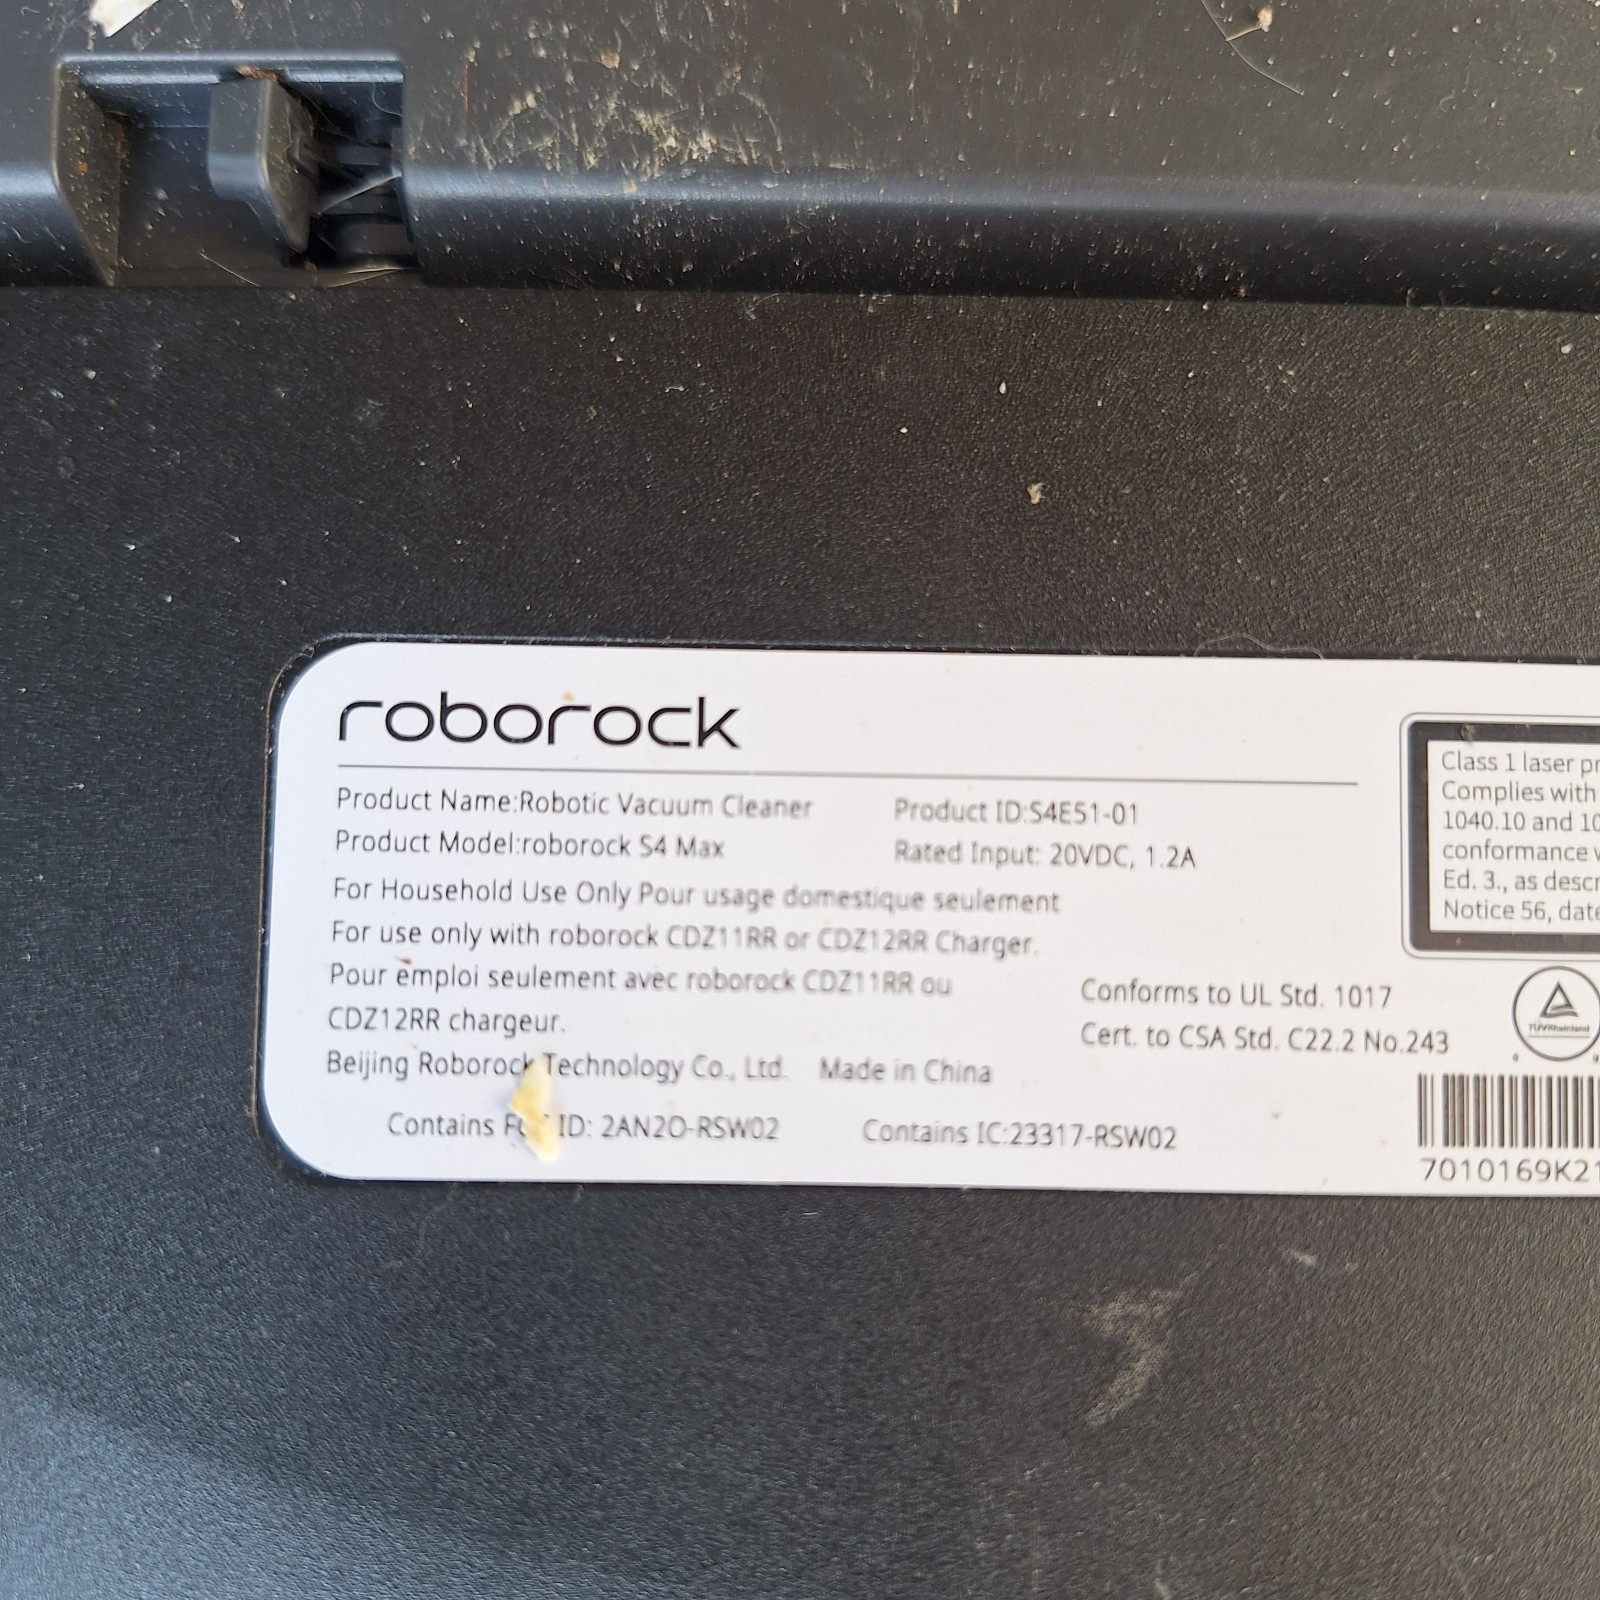 roborock
Product Name:Robotic Vacuum Cleaner
Product ID:S4E51-01
Product Model:roborock S4 Max
Rated Input: 20VDC, 1.2A
For Household Use Only Pour usage domestique seulement
For use only with roborock CDZ11RR or CDZ12RR Charger.
Pour emploi seulement avec roborock CDZ11RR ou
CDZ12RR chargeur.
Beijing Roborock Technology Co., Ltd. Made in China
Contains ID: 2AN2O-RSW02
Contains IC:23317-RSW02
Conforms to UL Std. 1017
Cert. to CSA Std. C22.2 No.243
Class 1 laser
Complies with
1040.10 and
conformance
Ed. 3., as
Notice 56,
TÜVRheinland
7010169K21